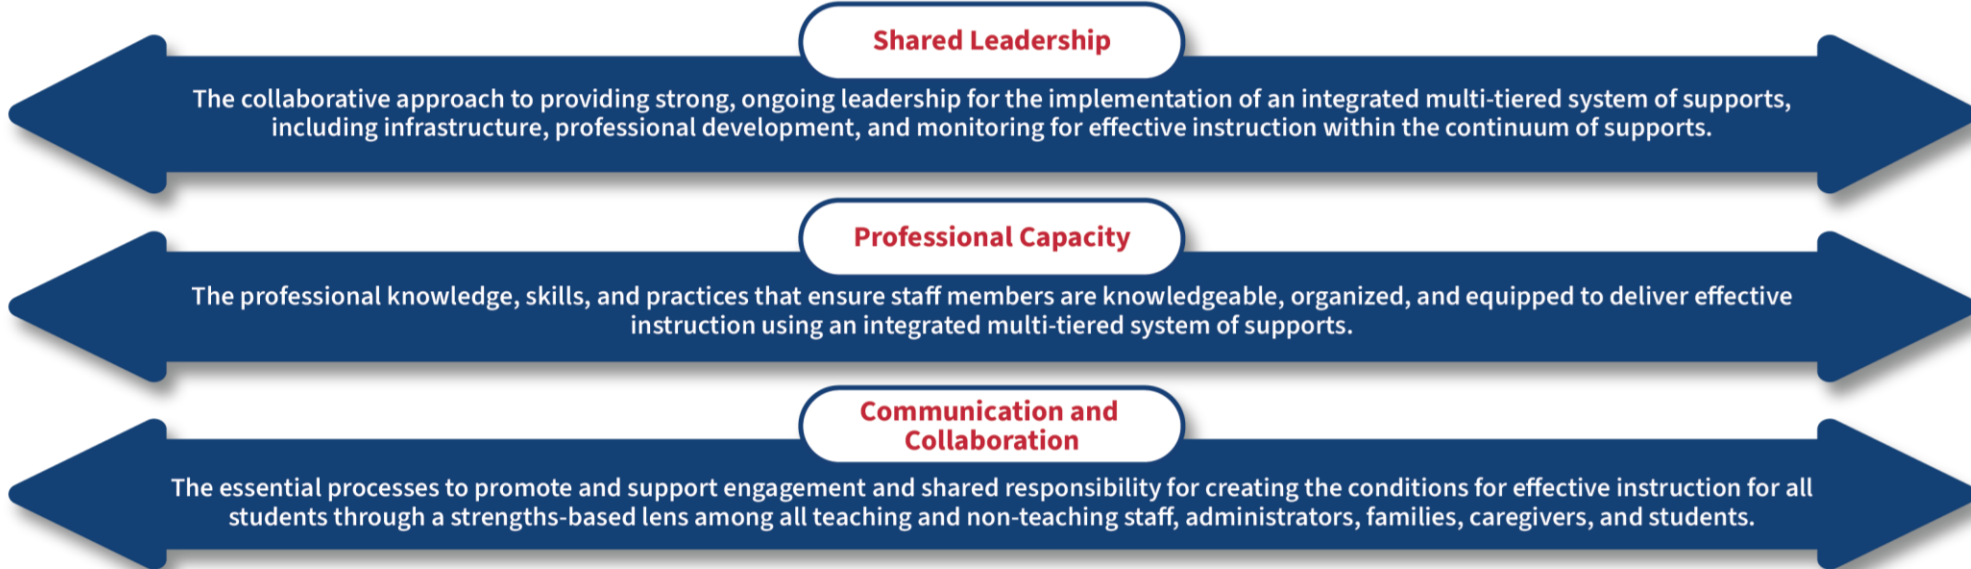 Shared Leadership
The collaborative approach to providing strong, ongoing leadership for the implementation of an integrated multi-tiered system of supports,
including infrastructure, professional development, and monitoring for effective instruction within the continuum of supports.
Professional Capacity
The professional knowledge, skills, and practices that ensure staff members are knowledgeable, organized, and equipped to deliver effective
instruction using an integrated multi-tiered system of supports.
Communication and
Collaboration
The essential processes to promote and support engagement and shared responsibility for creating the conditions for effective instruction for all
students through a strengths-based lens among all teaching and non-teaching staff, administrators, families, caregivers, and students.